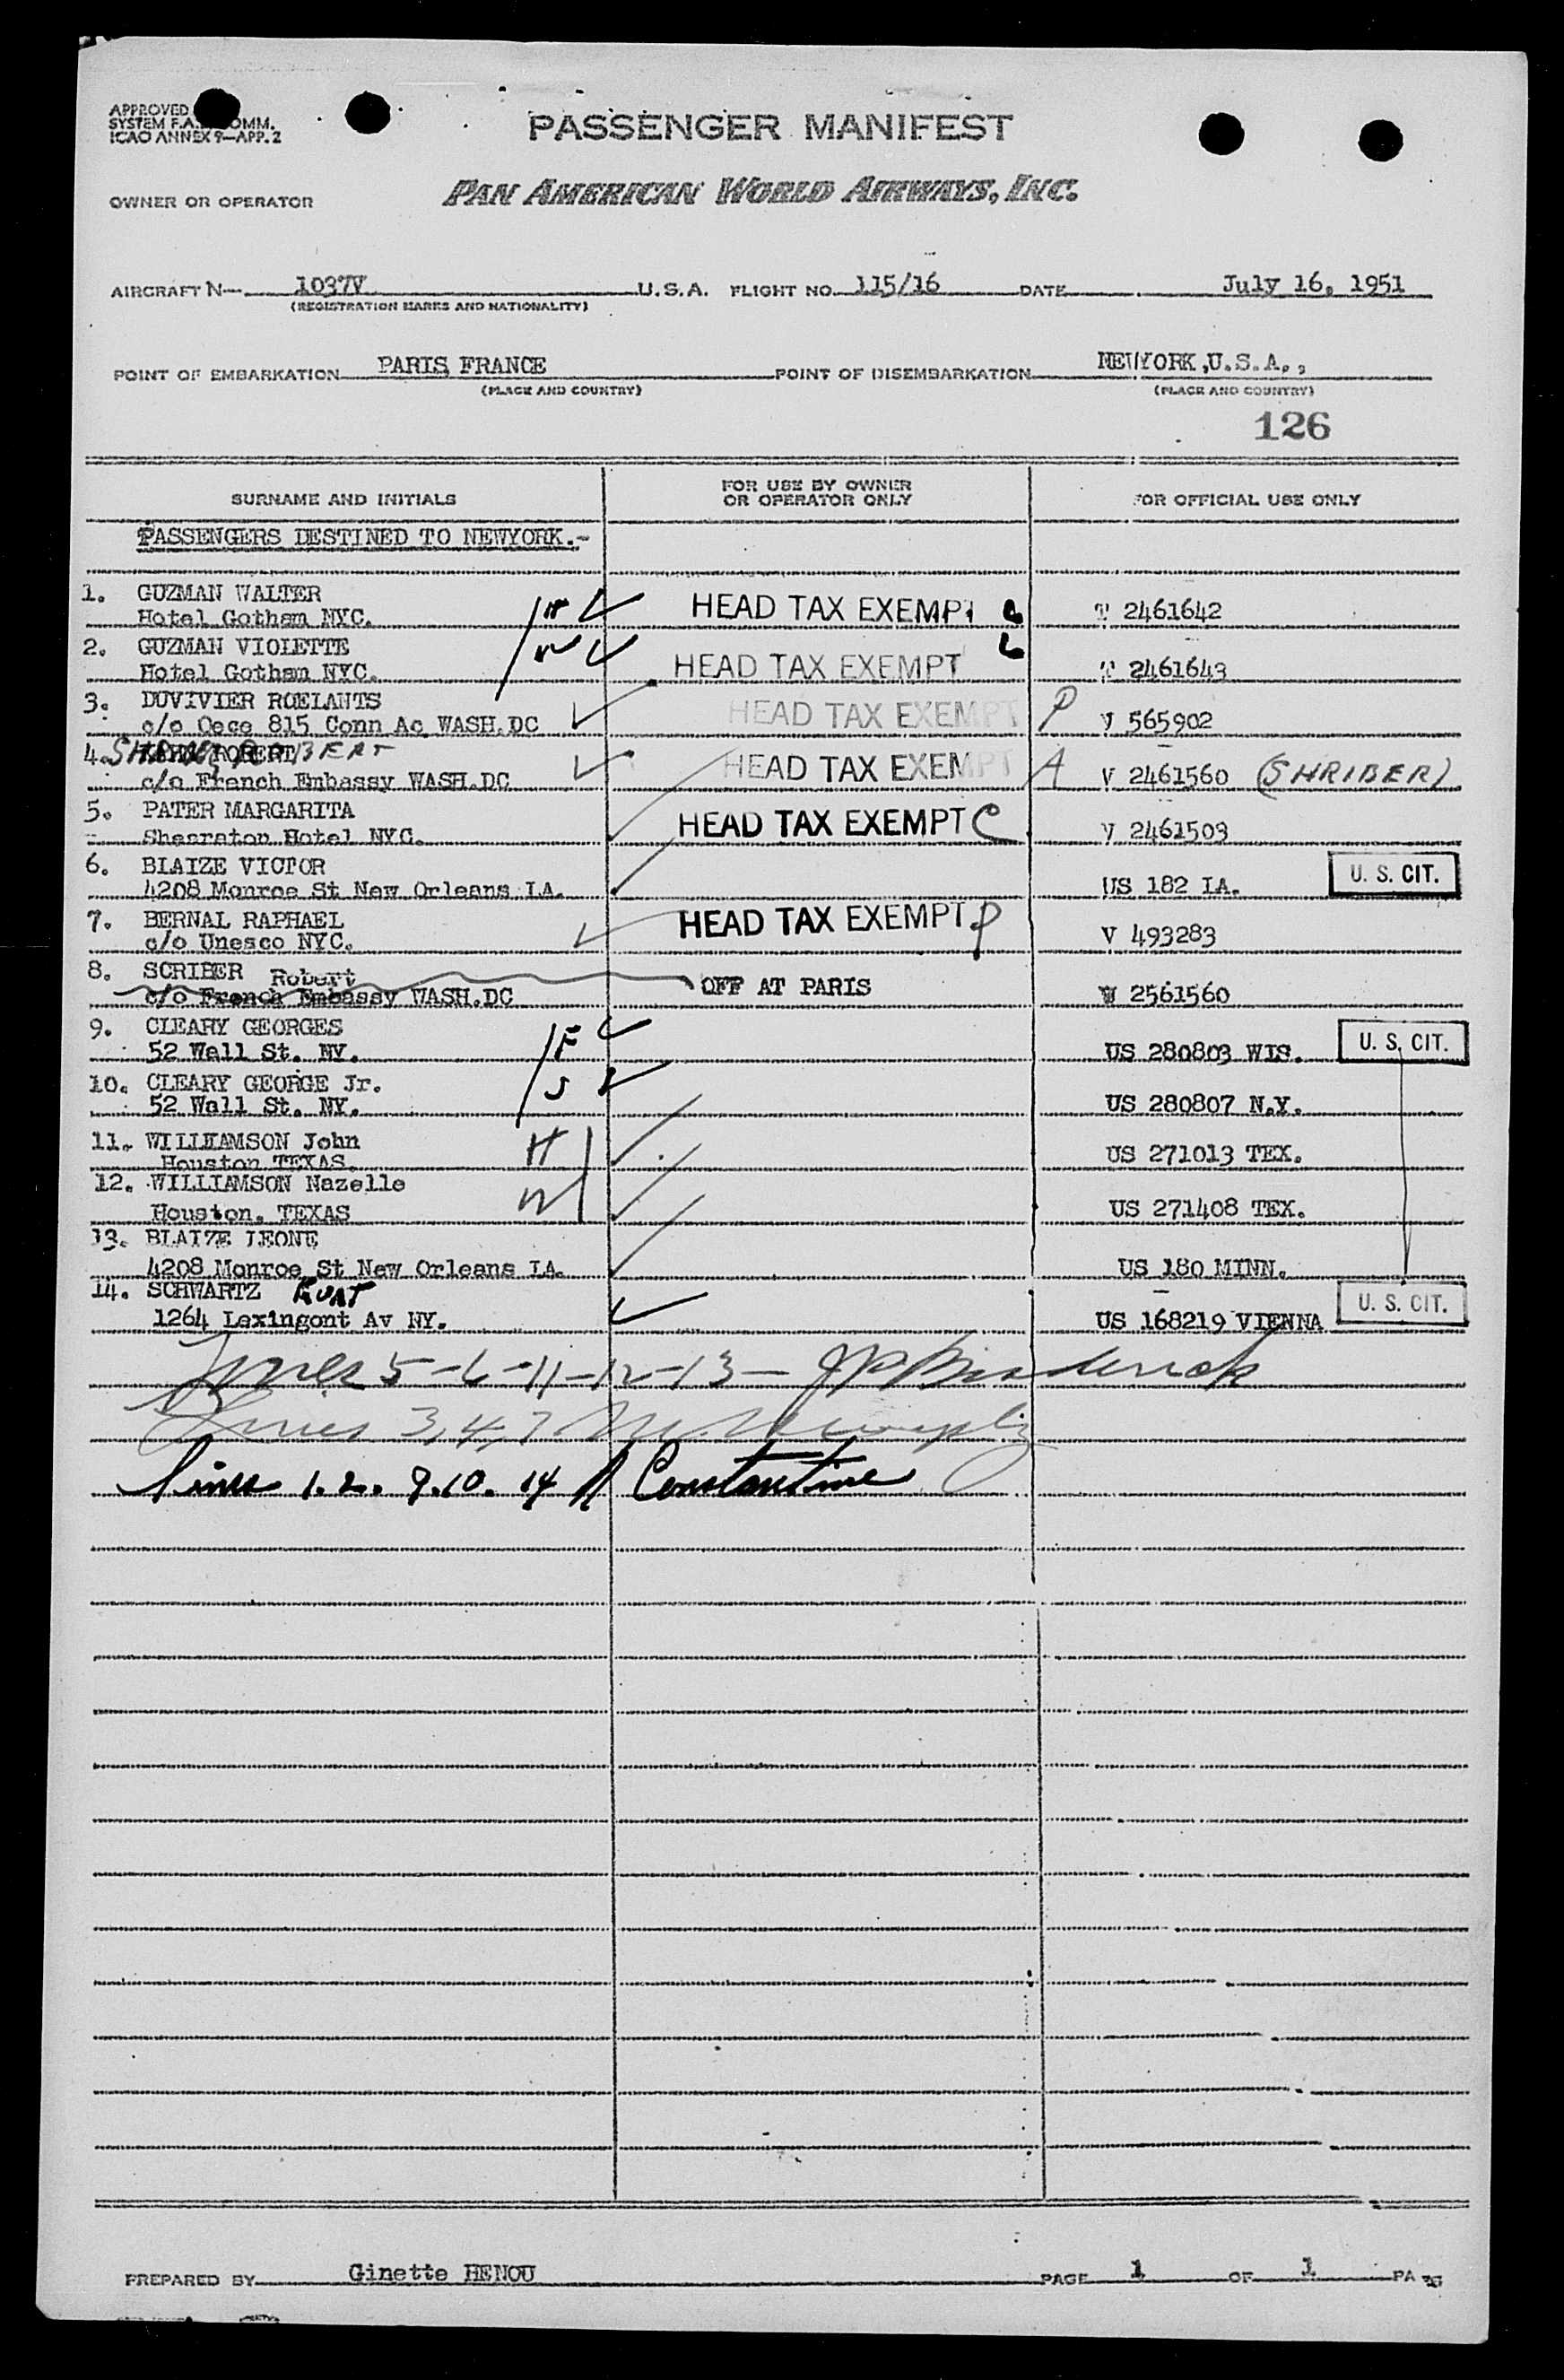 APPROVED
SYSTEM F.A. COMM.
ICAO ANNEX 9—APP. 2
PASSENGER MANIFEST
OWNER OR OPERATOR PAN AMERICAN WORLD AIRWAYS, INC.
AIRCRAFT N— 1037V U.S.A. FLIGHT NO. 115/16 DATE July 16, 1951
(REGISTRATION MARKS AND NATIONALITY)
POINT OF EMBARKATION PARIS, FRANCE POINT OF DISEMBARKATION NEWYORK,U.S.A.,
(PLACE AND COUNTRY) (PLACE AND COUNTRY)
126
SURNAME AND INITIALS FOR USE BY OWNER OR OPERATOR ONLY FOR OFFICIAL USE ONLY
PASSENGERS DESTINED TO NEWYORK.-
1. GUZMAN WALTER
Hotel Gotham NYC. H HEAD TAX EXEMPT T 2461642
2. GUZMAN VIOLETTE
Hotel Gotham NYC. W HEAD TAX EXEMPT T 2461643
3. DUVIVIER ROELANTS
c/o Oece 815 Conn Ac WASH.DC HEAD TAX EXEMPT P V 565902
4. ROBERT
c/o French Embassy WASH.DC HEAD TAX EXEMPT A V 2461560 (SHRIBER)
5. PATER MARGARITA
Shearaton Hotel NYC. HEAD TAX EXEMPT C V 2461503
6. BLAIZE VICTOR
4208 Monroe St New Orleans LA. US 182 LA. U. S. CIT.
7. BERNAL RAPHAEL
c/o Unesco NYC. HEAD TAX EXEMPT P V 493283
8. SCRIBER Robert
c/o French Embassy WASH.DC OFF AT PARIS V 2561560
9. CLEARY GEORGES
52 Wall St. NY. F US 280803 WIS. U. S. CIT.
10. CLEARY GEORGE Jr.
52 Wall St. NY. S US 280807 N.Y.
11. WILLIAMSON John
Houston TEXAS. H US 271013 TEX.
12. WILLIAMSON Nazelle
Houston, TEXAS W US 271408 TEX.
13. BLAIZE LEONE
4208 Monroe St New Orleans LA. US 180 MINN.
14. SCHWARTZ KURT
1264 Lexingont Av NY. US 168219 VIENNA U. S. CIT.
Lines 5-6-11-12-13- JP Broderick
Lines 3,4,7
Lines 1. 2. 9. 10. 14 A Constantine
PREPARED BY Ginette HENOU PAGE 1 OF 1